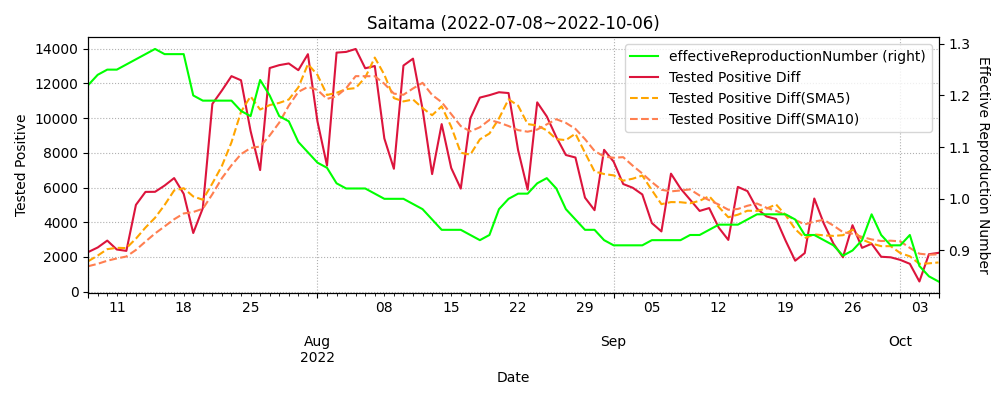 Saitama (2022-07-08~2022-10-06)
Tested Positive
14000
12000
10000
8000
6000
4000
2000
0
effectiveReproductionNumber (right)
Tested Positive Diff
Tested Positive Diff(SMA5)
Tested Positive Diff(SMA10)
1.3
1.2
1.1
1.0
0.9
Effective Reproduction Number
11 18 25 08 15 22 29 05 12 19 26 03
Aug Sep Oct
2022
Date